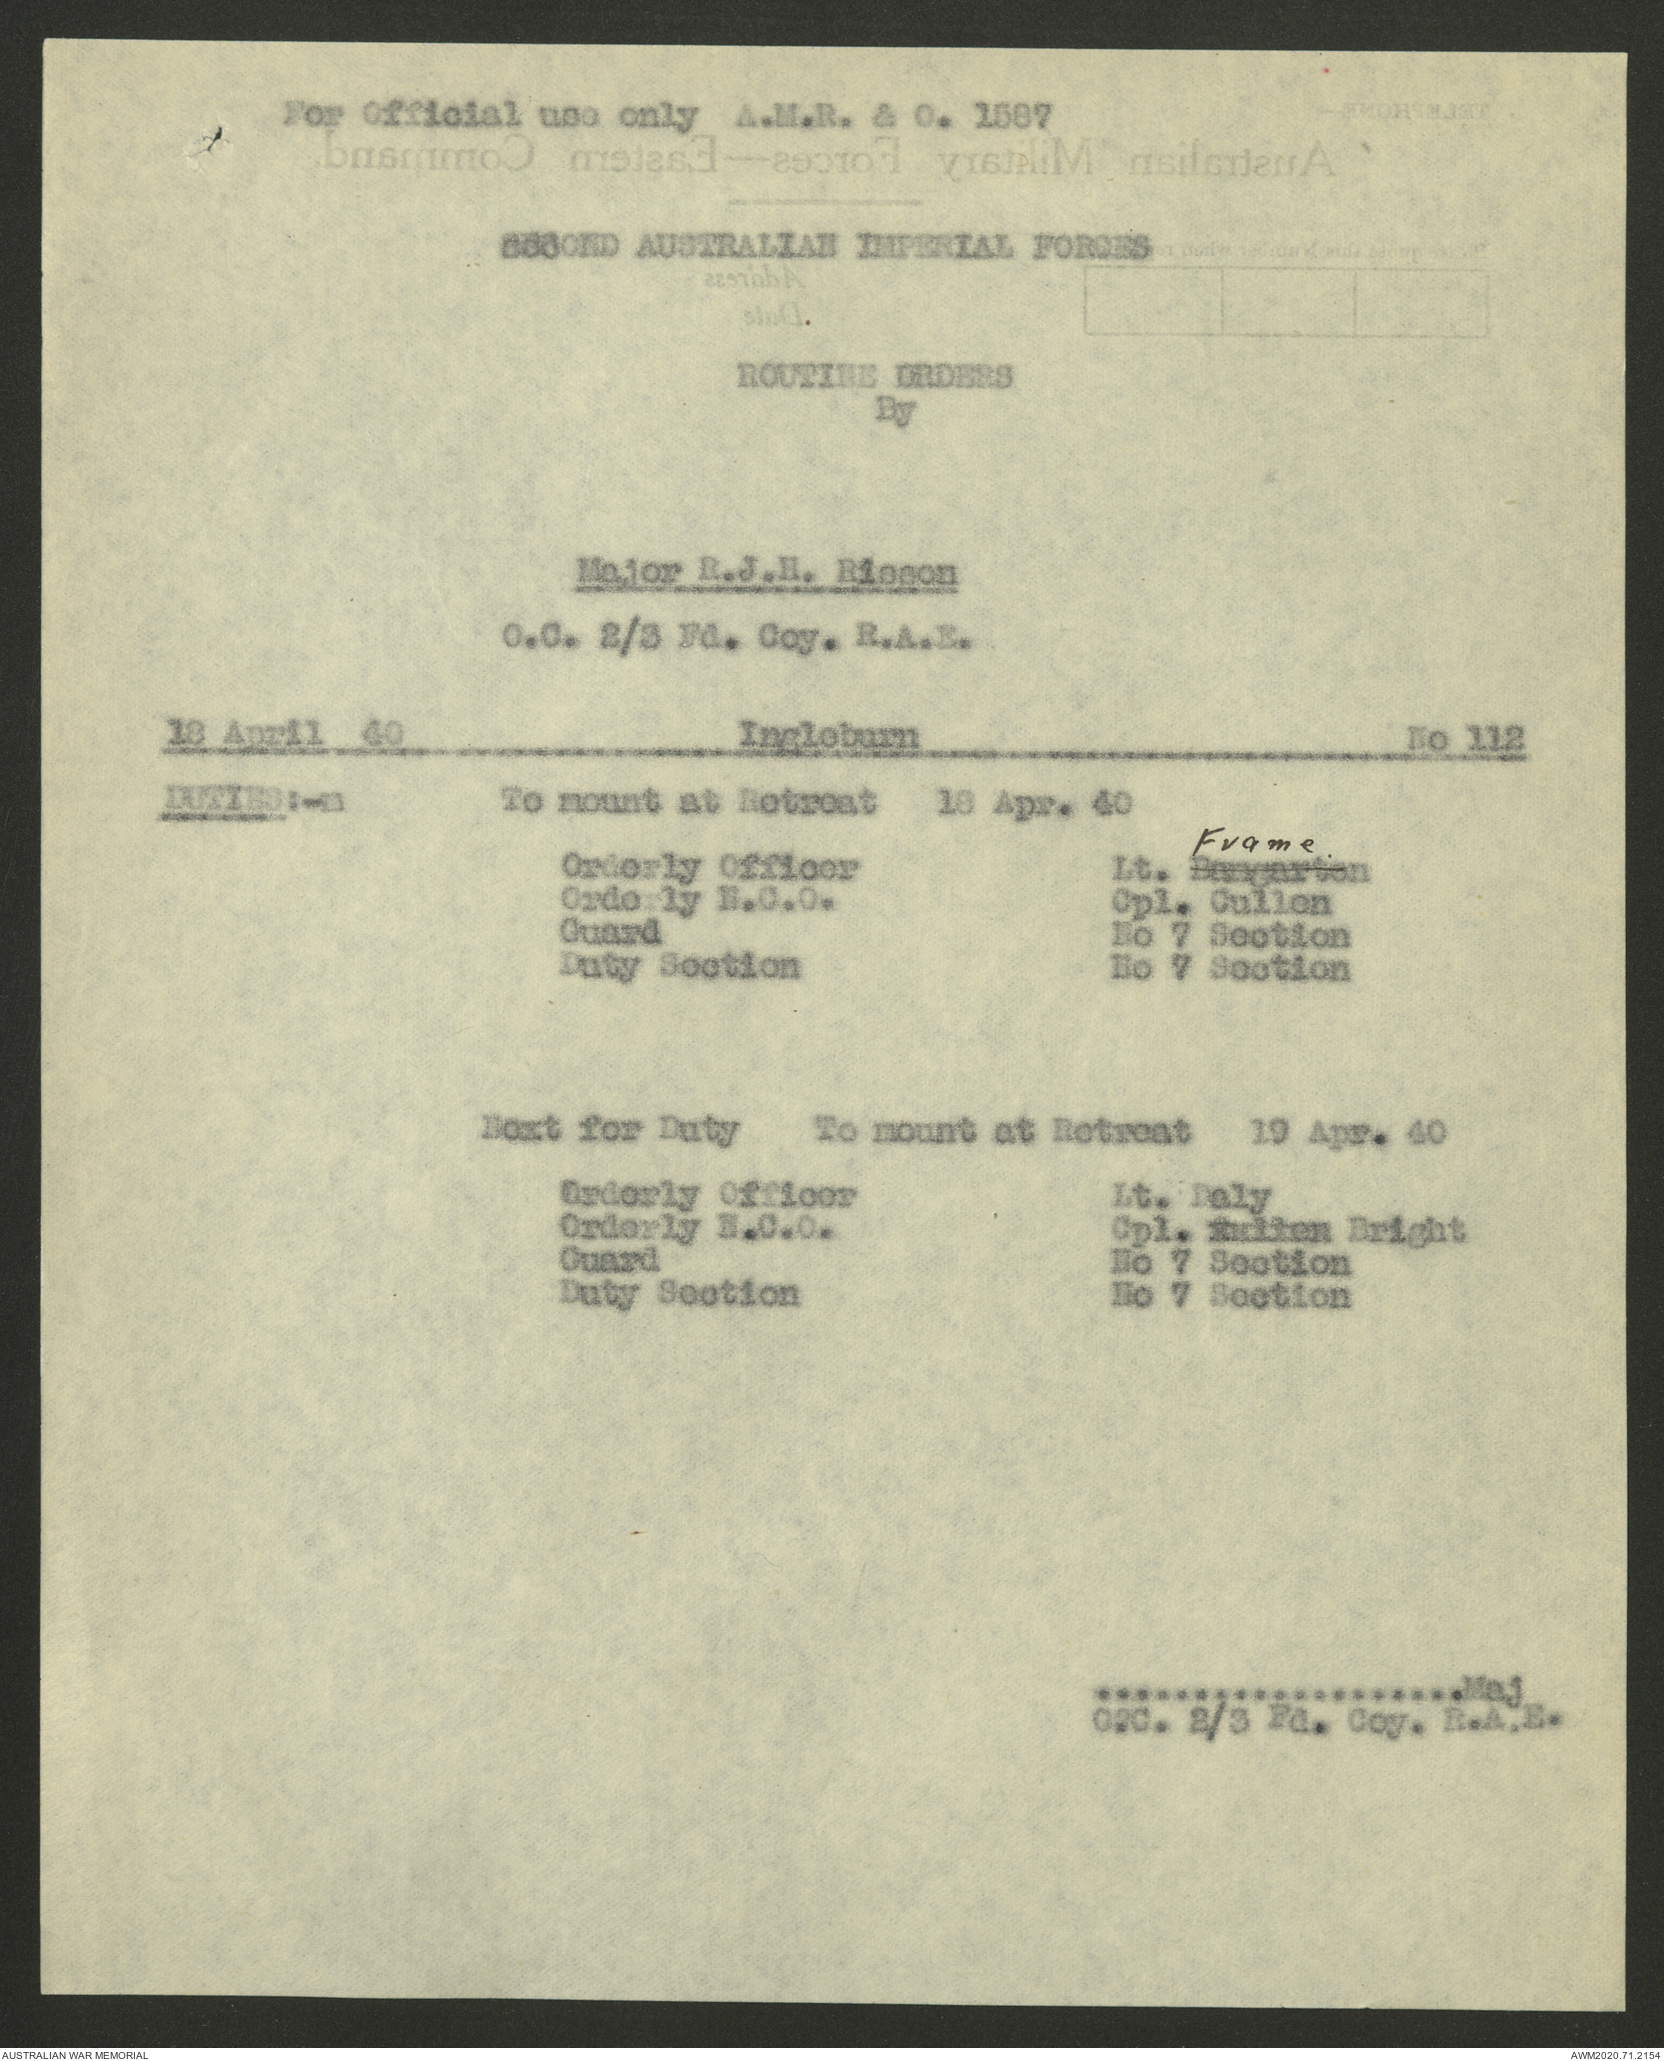 For Official use only A.M.R. & O. 1587
SECOND AUSTRALIAN IMPERIAL FORCES
ROUTINE ORDERS
By
Major R.J.H. Risson
O.C. 2/3 Fd. Coy. R.A.E.
18 April 40 Ingleburn No 112
DUTIES:-m To mount at Retreat 18 Apr. 40
Frame
Orderly Officer Lt. Bamgarten
Orderly N.C.O. Cpl. Cullen
Guard No 7 Section
Duty Section No 7 Section
Next for Duty To mount at Retreat 19 Apr. 40
Orderly Officer Lt. Daly
Orderly N.C.O. Cpl. Bright
Guard No 7 Section
Duty Section No 7 Section
...................Maj
O?C. 2/3 Fd. Coy. R.A.E.
TELEPHONE—
Australian Military Forces—Eastern Command.
Address
Date
AUSTRALIAN WAR MEMORIAL AWM2020.71.2154